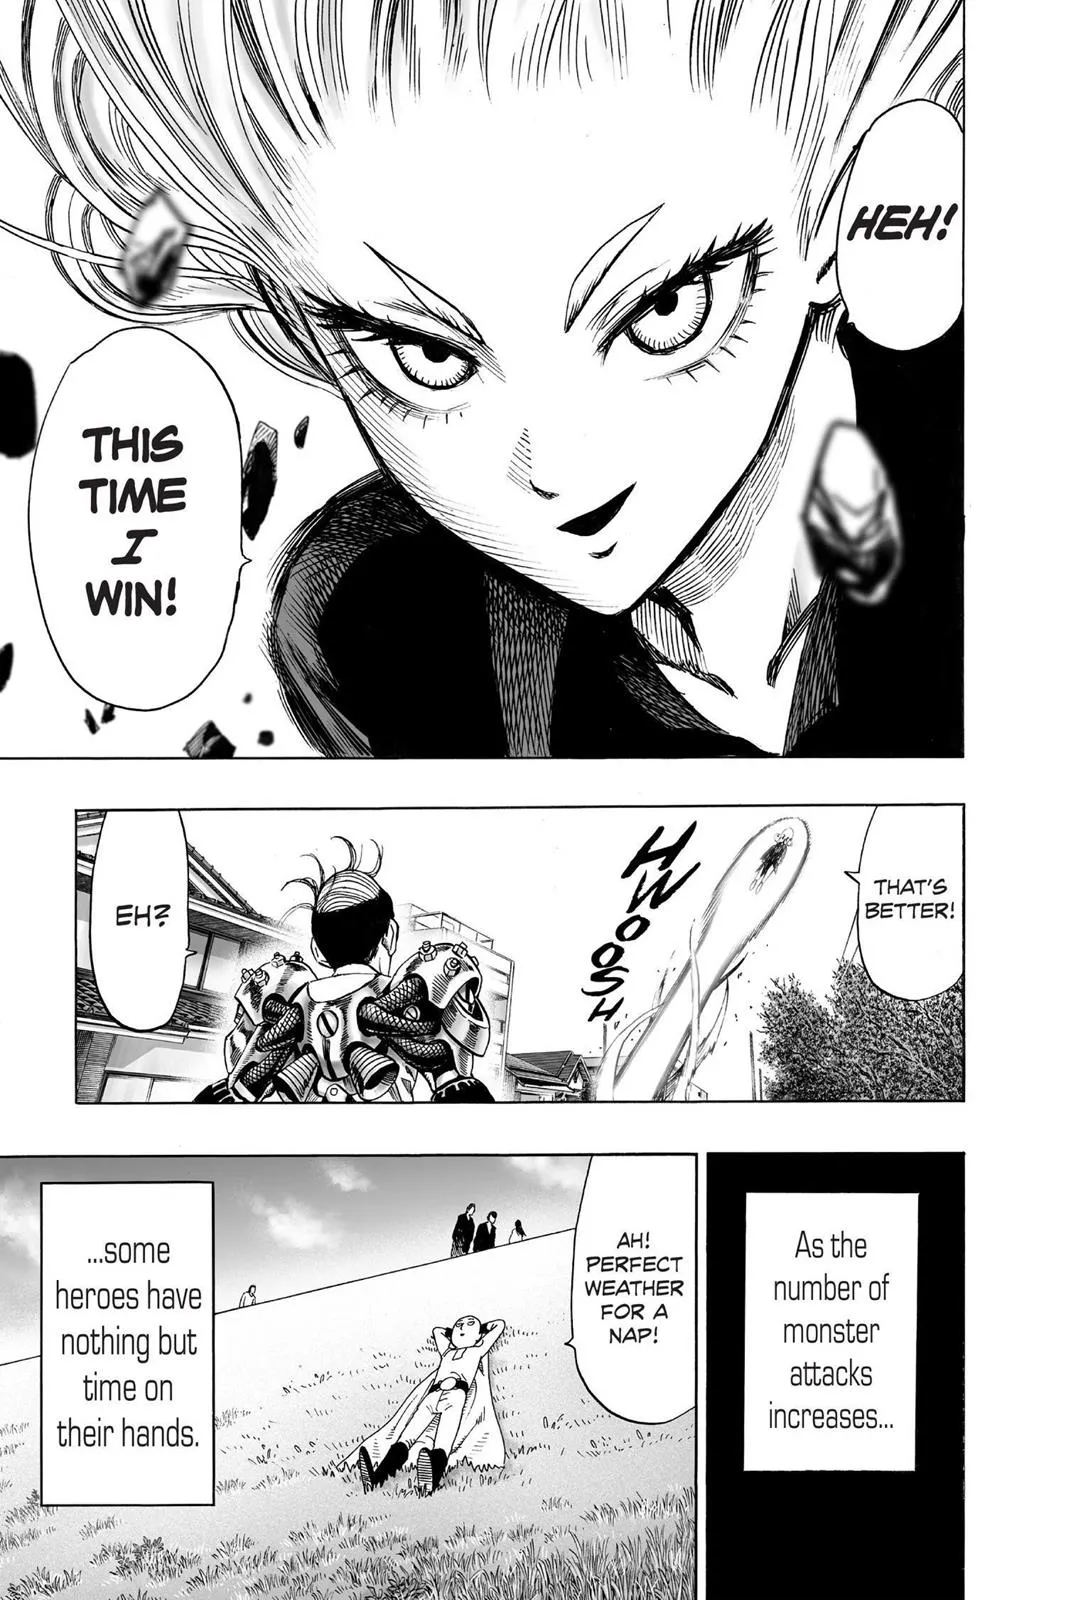 HEH!
THIS
TIME
I
WIN!
THAT'S
BETTER!
HWOOSH
EH?
As the
number of
monster
attacks
increases...
AH!
PERFECT
WEATHER
FOR A
NAP!
...some
heroes have
nothing but
time on
their hands.